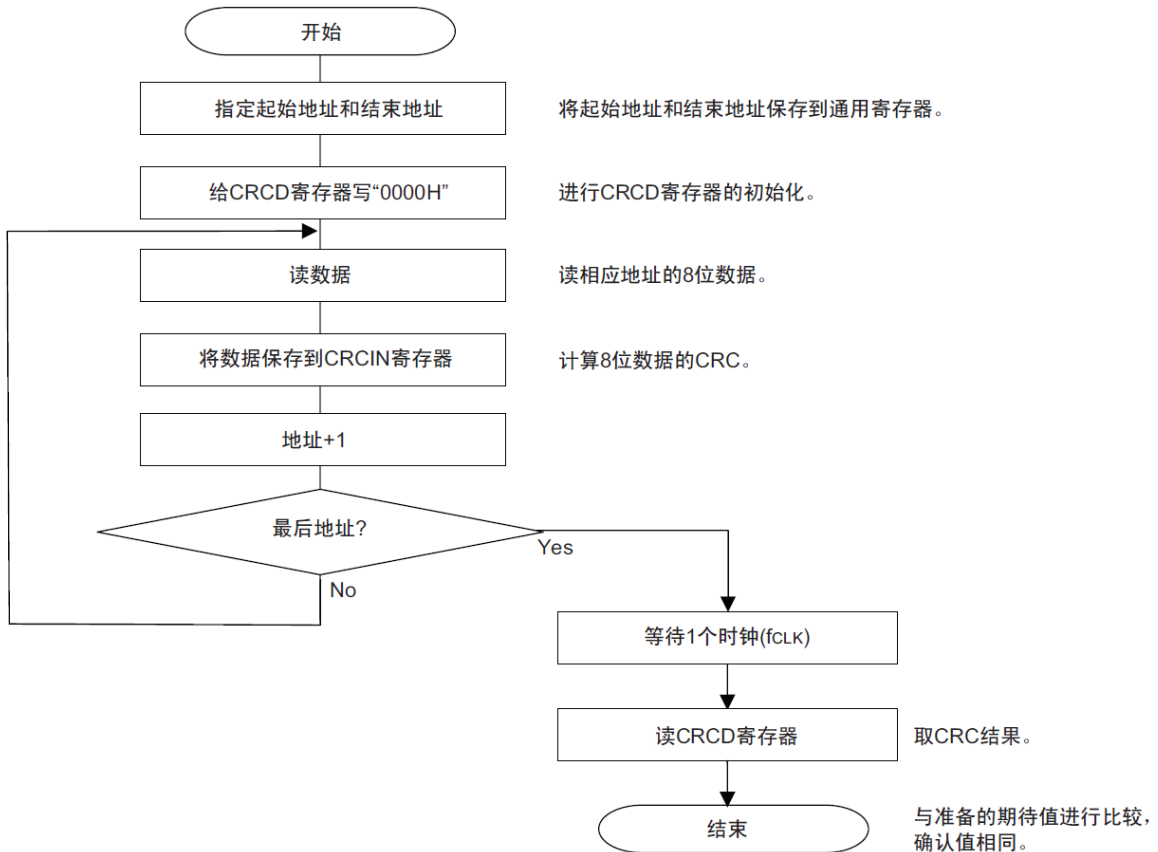 开始
指定起始地址和结束地址
将起始地址和结束地址保存到通用寄存器。
给CRCD寄存器写“0000H”
进行CRCD寄存器的初始化。
读数据
读相应地址的8位数据。
将数据保存到CRCIN寄存器
计算8位数据的CRC。
地址+1
最后地址?
Yes
No
等待1个时钟(fCLK)
读CRCD寄存器
取CRC结果。
结束
与准备的期待值进行比较，
确认值相同。